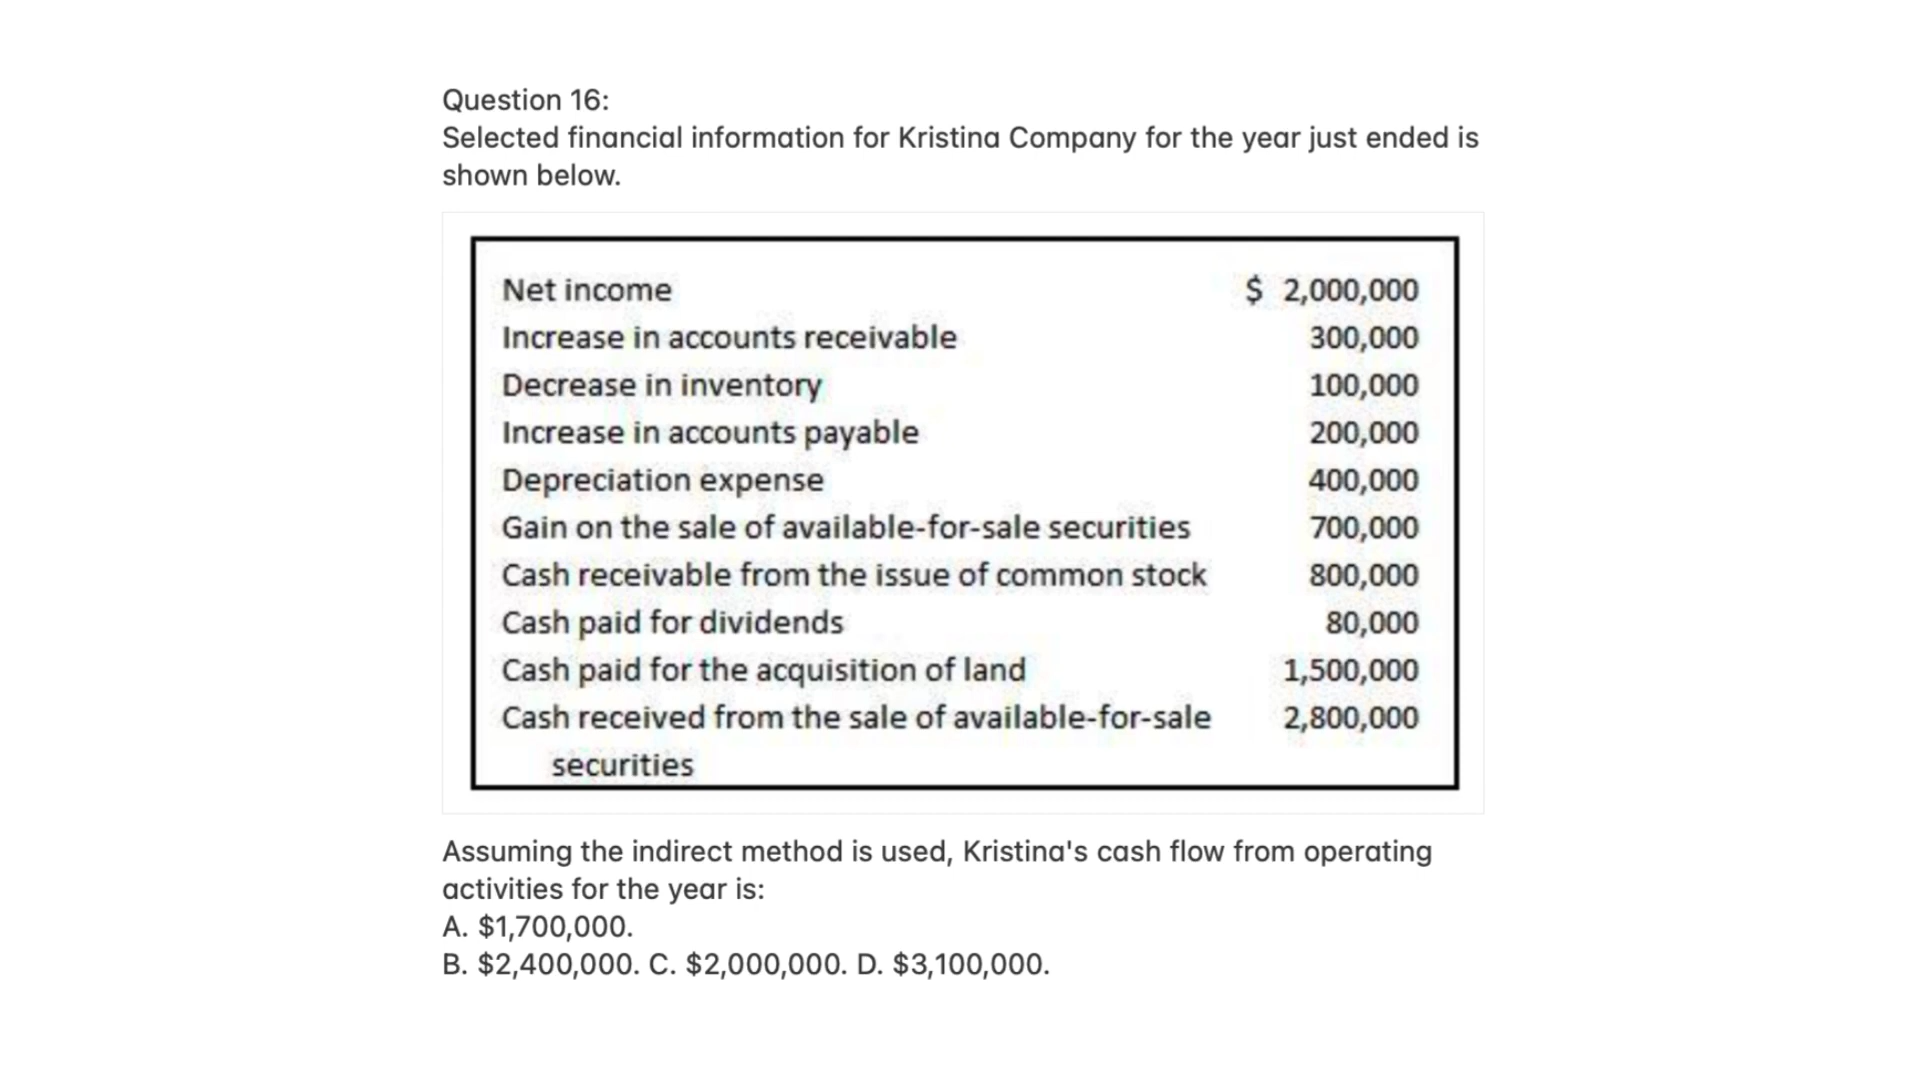 Question 16:
Selected financial information for Kristina Company for the year just ended is
shown below.
Net income $ 2,000,000
Increase in accounts receivable 300,000
Decrease in inventory 100,000
Increase in accounts payable 200,000
Depreciation expense 400,000
Gain on the sale of available-for-sale securities 700,000
Cash receivable from the issue of common stock 800,000
Cash paid for dividends 80,000
Cash paid for the acquisition of land 1,500,000
Cash received from the sale of available-for-sale 2,800,000
securities
Assuming the indirect method is used, Kristina's cash flow from operating
activities for the year is:
A. $1,700,000.
B. $2,400,000. C. $2,000,000. D. $3,100,000.